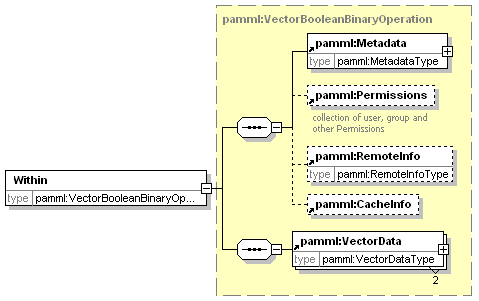 pamml:VectorBooleanBinaryOperation
pamml:Metadata
type pamml:MetadataType
pamml:Permissions
collection of user, group and
other Permissions
pamml:RemoteInfo
type pamml:RemoteInfoType
pamml:CacheInfo
Within
type pamml:VectorBooleanBinaryOp...
pamml:VectorData
type pamml:VectorDataType
2